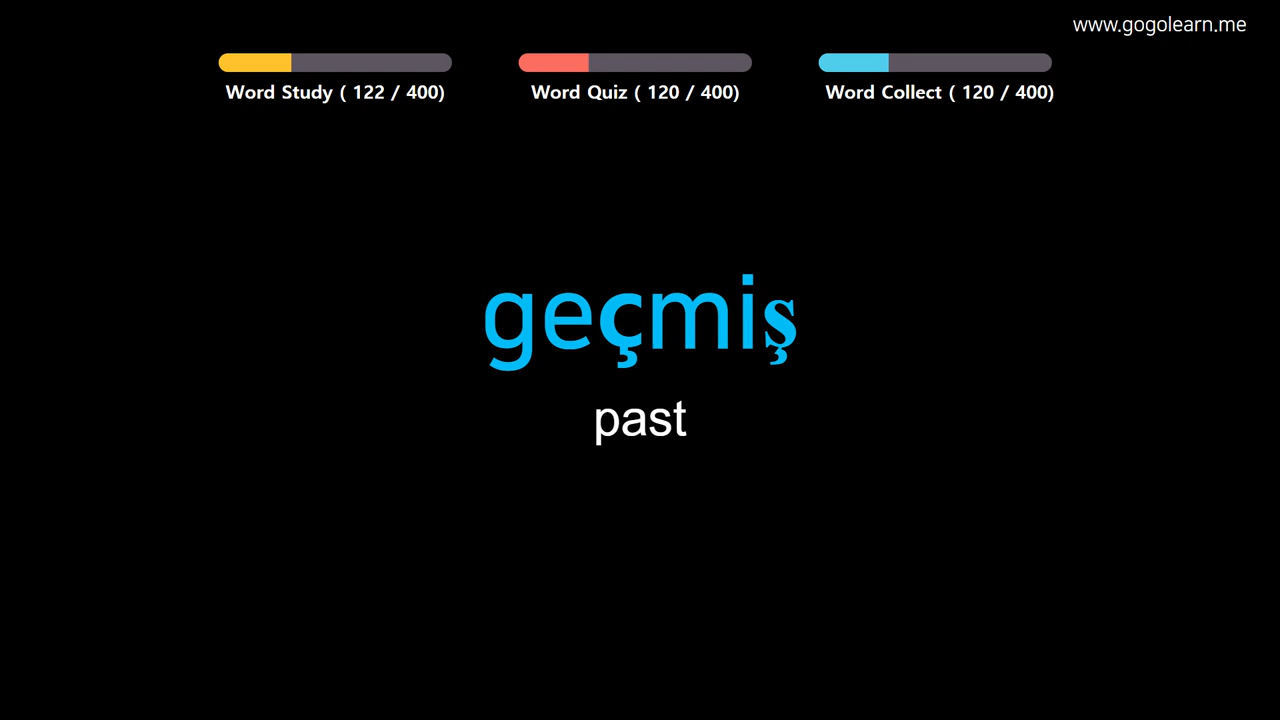 www.gogolearn.me
Word Study ( 122 / 400)
Word Quiz ( 120 / 400)
Word Collect ( 120 / 400)
geçmiş
past